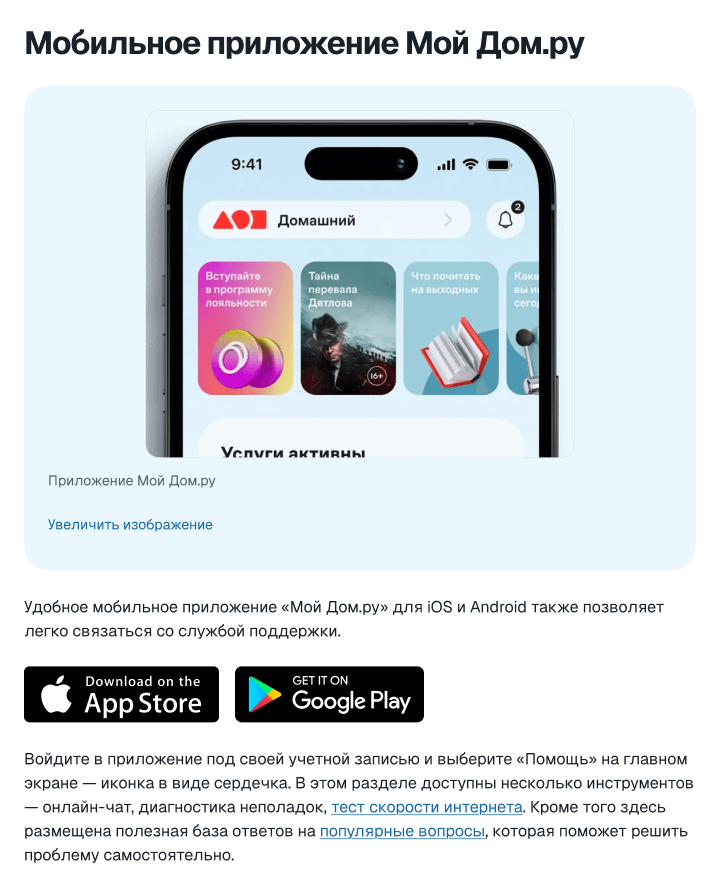 Мобильное приложение Мой Дом.ру
9:41
Домашний
2
Вступайте
в программу
лояльности
Тайна
перевала
Дятлова
16+
Что почитать
на выходных
Услуги активны
Приложение Мой Дом.ру
Увеличить изображение
Удобное мобильное приложение «Мой Дом.ру» для iOS и Android также позволяет
легко связаться со службой поддержки.
Download on the
App Store
GET IT ON
Google Play
Войдите в приложение под своей учетной записью и выберите «Помощь» на главном
экране — иконка в виде сердечка. В этом разделе доступны несколько инструментов
— онлайн-чат, диагностика неполадок, тест скорости интернета. Кроме того здесь
размещена полезная база ответов на популярные вопросы, которая поможет решить
проблему самостоятельно.